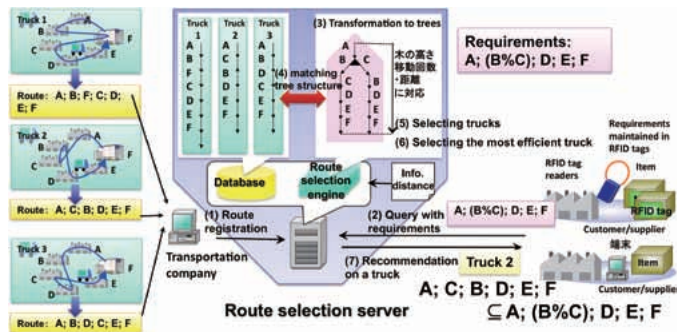 Truck 1
A
B
C
D
E
F
Route: A; B; F; C; D;
E; F
Truck 2
A
B
C
D
E
F
Route: A; C; B; D; E; F
Truck 3
A
B
C
D
E
F
Route: A; B; D; C; E; F
Truck
1
A
B
F
C
D
E
F
Truck
2
A
C
B
D
E
F
Truck
3
A
B
D
C
E
F
(3) Transformation to trees
A
B C
C B
D D
E E
F F
木の高さ
移動回数
・距離
に対応
(4) matching
tree structure
(5) Selecting trucks
(6) Selecting the most efficient truck
Requirements:
A; (B%C); D; E; F
Database
Route
selection
engine
Info.
distance
(1) Route
registration
Transportation
company
(2) Query with
requirements
A; (B%C); D; E; F
(7) Recommendation
on a truck
Truck 2
Requirements
maintained in
RFID tags
RFID tag
readers
Item
RFID tag
Customer/supplier
端末
Item
Customer/supplier
Route selection server
A; C; B; D; E; F
⊆ A; (B%C); D; E; F